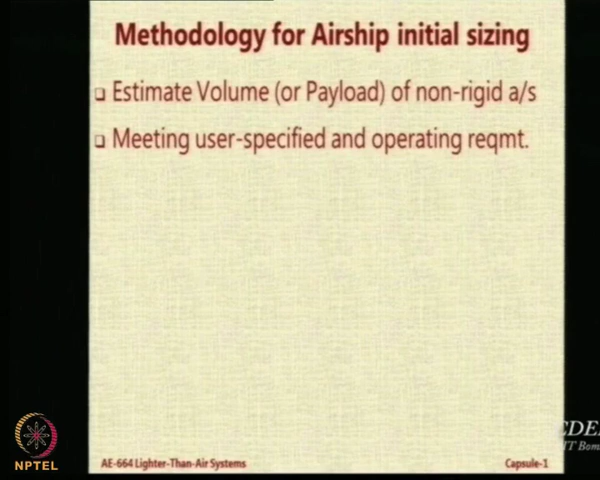 Methodology for Airship initial sizing
Estimate Volume (or Payload) of non-rigid a/s
Meeting user-specified and operating reqmt.
NPTEL
AE-664 Lighter-Than-Air Systems
Capsule-1